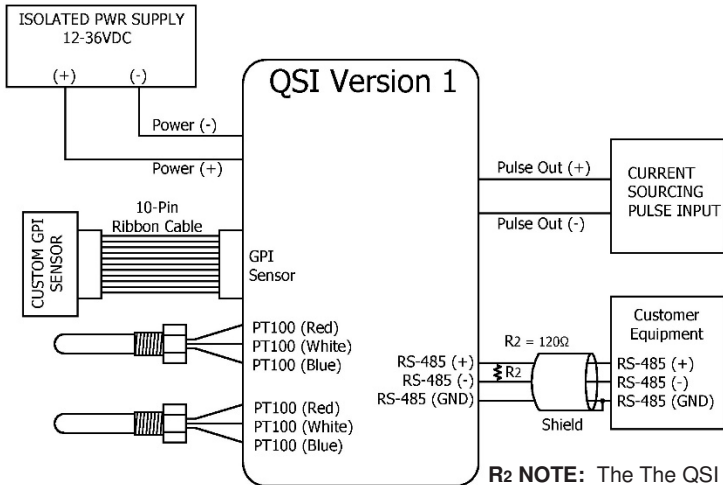 ISOLATED PWR SUPPLY
12-36VDC
(+)
(-)
QSI Version 1
Power (-)
Power (+)
Pulse Out (+)
Pulse Out (-)
CURRENT
SOURCING
PULSE INPUT
10-Pin
Ribbon Cable
CUSTOM GPI
SENSOR
GPI
Sensor
PT100 (Red)
PT100 (White)
PT100 (Blue)
PT100 (Red)
PT100 (White)
PT100 (Blue)
R2 = 120Ω
RS-485 (+)
RS-485 (-)
RS-485 (GND)
R2
Shield
Customer
Equipment
RS-485 (+)
RS-485 (-)
RS-485 (GND)
R2 NOTE: The The QSI